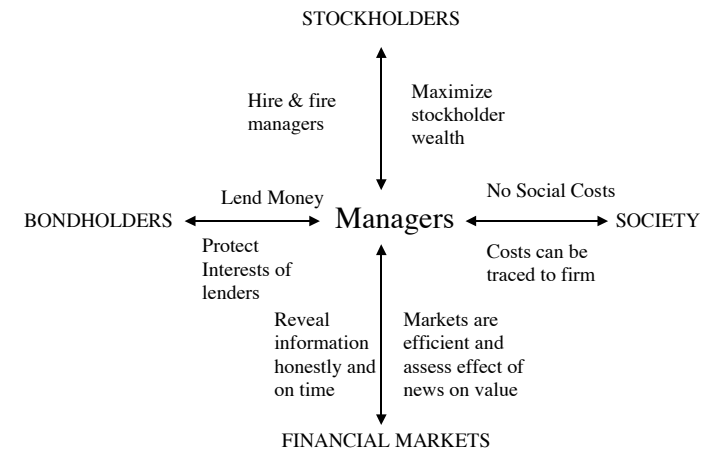 STOCKHOLDERS
Hire & fire
managers
Maximize
stockholder
wealth
BONDHOLDERS
Lend Money
Protect
Interests of
lenders
Managers
No Social Costs
Costs can be
traced to firm
SOCIETY
Reveal
information
honestly and
on time
Markets are
efficient and
assess effect of
news on value
FINANCIAL MARKETS